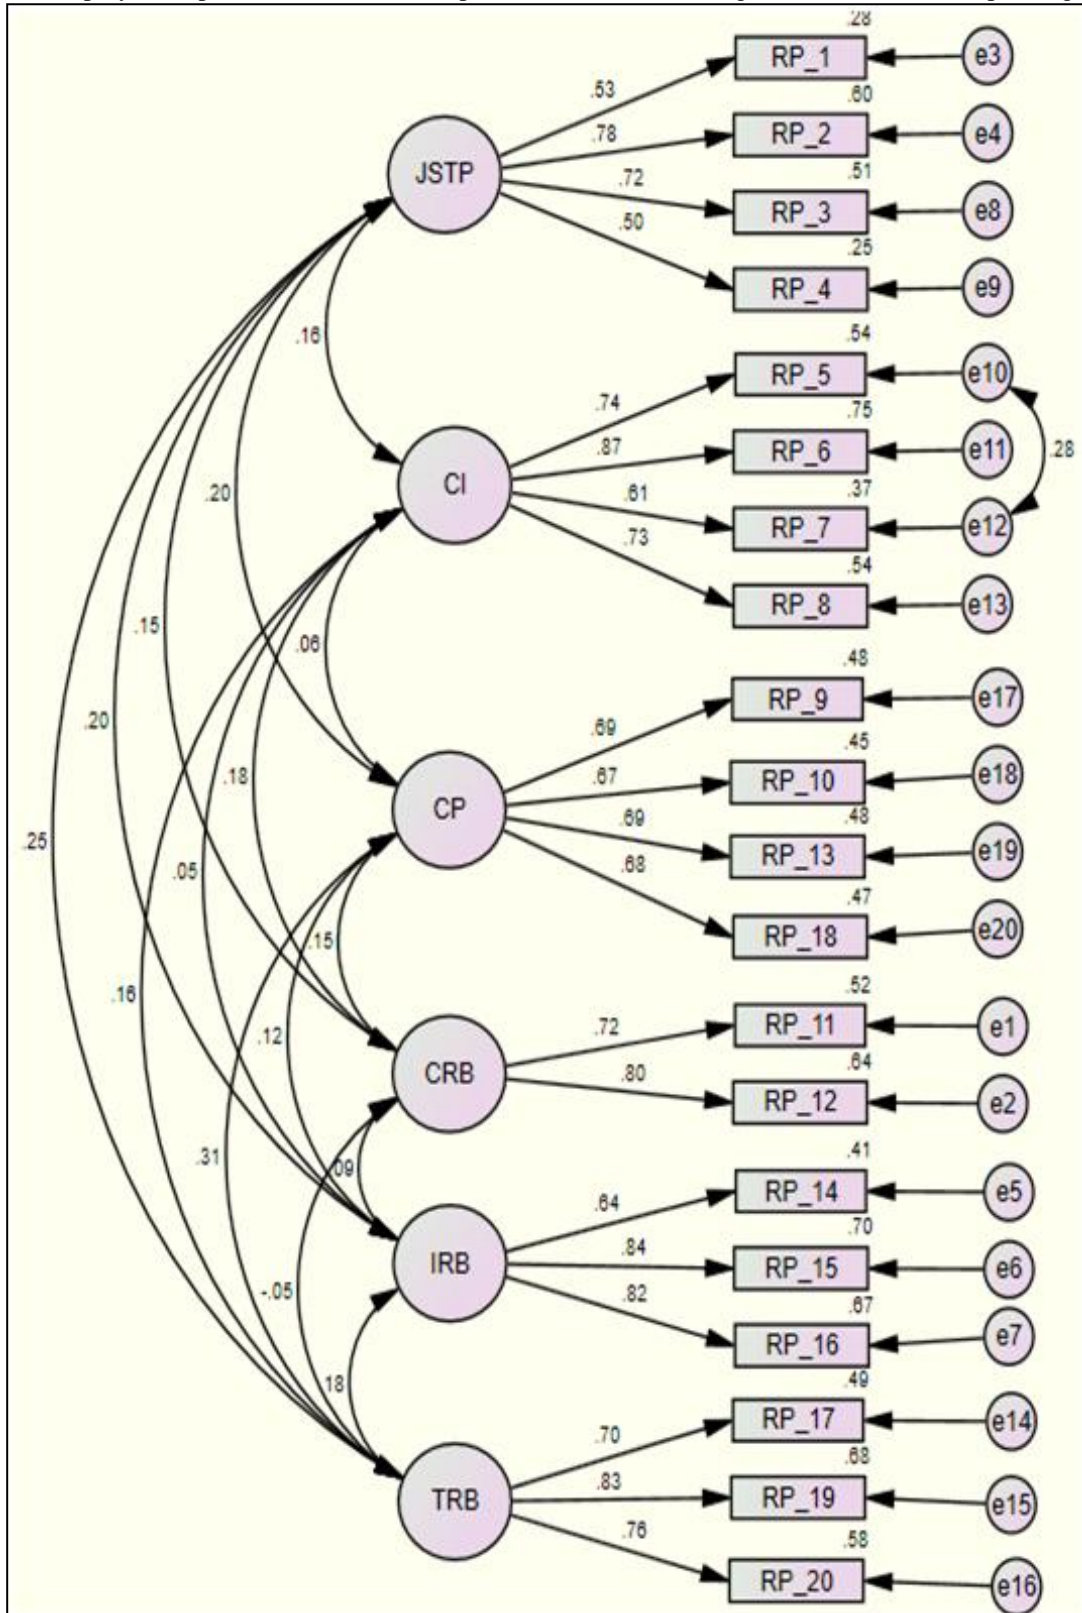 .28
RP_1
e3
.53
.60
RP_2
e4
.78
.51
JSTP
.72
RP_3
e8
.50
.25
RP_4
e9
.16
.54
RP_5
e10
.74
.75
RP_6
e11
.28
.87
CI
.37
.20
.61
RP_7
e12
.73
.54
RP_8
e13
.15
.06
.48
RP_9
e17
.20
.69
.45
.18
.67
RP_10
e18
CP
.48
.25
.69
RP_13
e19
.05
.68
.47
RP_18
e20
.15
.16
.52
.12
.72
RP_11
e1
CRB
.64
.80
RP_12
e2
.31
.09
.41
.64
RP_14
e5
.70
IRB
.84
RP_15
e6
-.05
.82
.67
RP_16
e7
.18
.49
.70
RP_17
e14
.68
TRB
.83
RP_19
e15
.76
.58
RP_20
e16